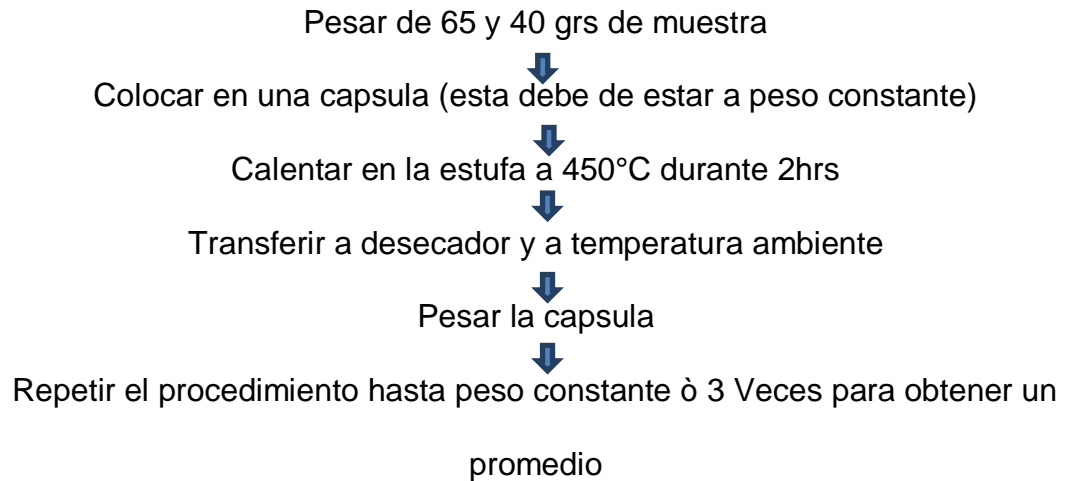 Pesar de 65 y 40 grs de muestra
Colocar en una capsula (esta debe de estar a peso constante)
Calentar en la estufa a 450°C durante 2hrs
Transferir a desecador y a temperatura ambiente
Pesar la capsula
Repetir el procedimiento hasta peso constante ò 3 Veces para obtener un
promedio